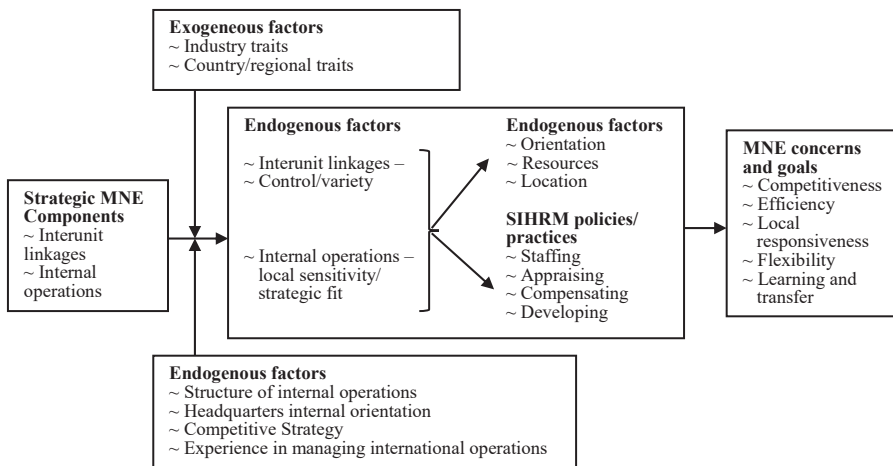 Exogeneous factors
~ Industry traits
~ Country/regional traits
Strategic MNE
Components
~ Interunit
linkages
~ Internal
operations
Endogenous factors
~ Interunit linkages –
~ Control/variety
~ Internal operations –
local sensitivity/
strategic fit
Endogenous factors
~ Orientation
~ Resources
~ Location
SIHRM policies/
practices
~ Staffing
~ Appraising
~ Compensating
~ Developing
MNE concerns
and goals
~ Competitiveness
~ Efficiency
~ Local
responsiveness
~ Flexibility
~ Learning and
transfer
Endogenous factors
~ Structure of internal operations
~ Headquarters internal orientation
~ Competitive Strategy
~ Experience in managing international operations